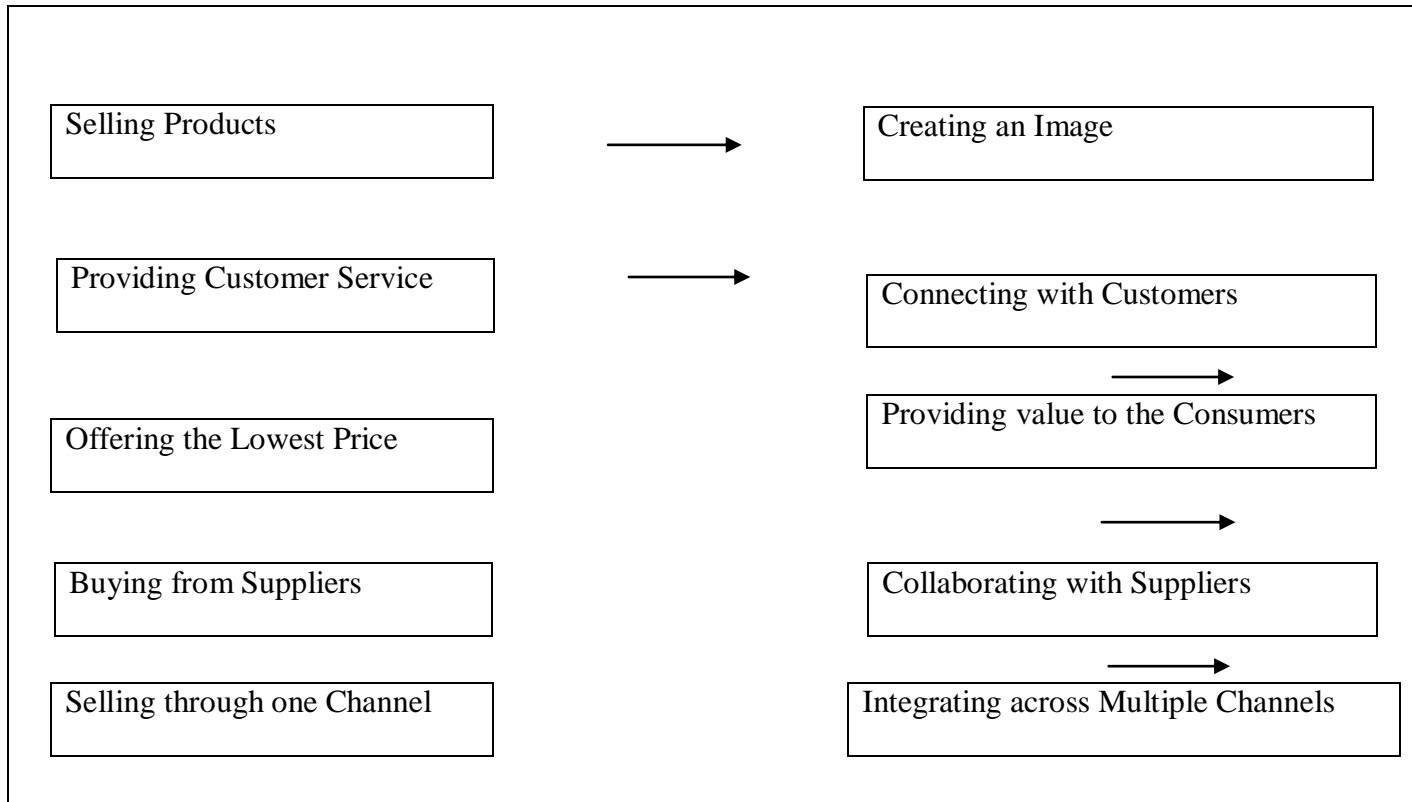 Selling Products
Creating an Image
Providing Customer Service
Connecting with Customers
Offering the Lowest Price
Providing value to the Consumers
Buying from Suppliers
Collaborating with Suppliers
Selling through one Channel
Integrating across Multiple Channels